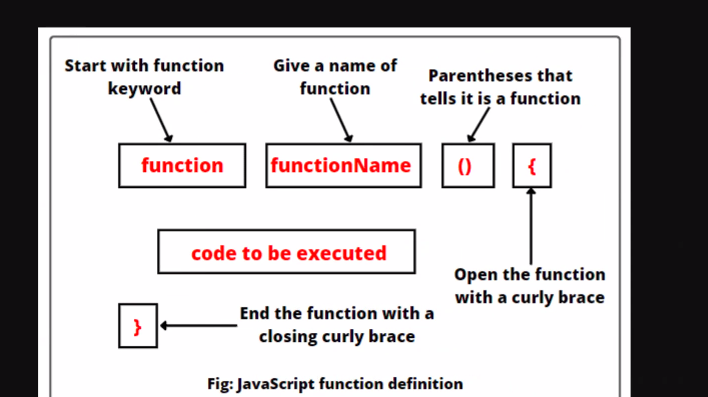 Start with function
keyword
Give a name of
function
Parentheses that
tells it is a function
function
functionName
()
{
code to be executed
Open the function
with a curly brace
}
End the function with a
closing curly brace
Fig: JavaScript function definition